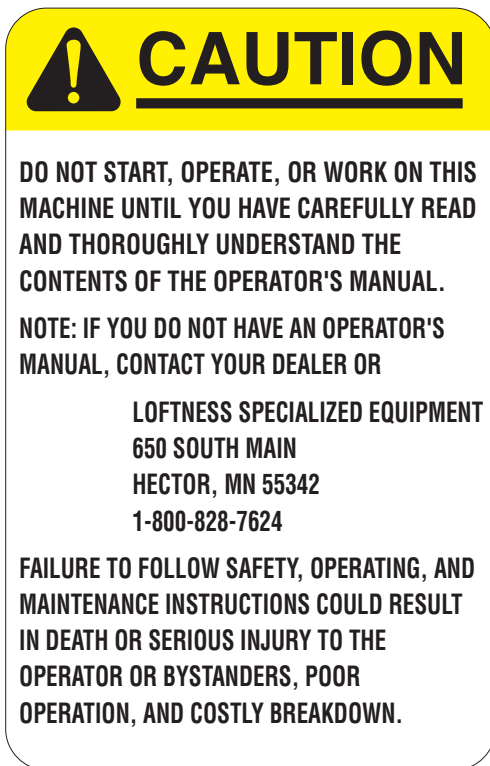 CAUTION
DO NOT START, OPERATE, OR WORK ON THIS
MACHINE UNTIL YOU HAVE CAREFULLY READ
AND THOROUGHLY UNDERSTAND THE
CONTENTS OF THE OPERATOR'S MANUAL.
NOTE: IF YOU DO NOT HAVE AN OPERATOR'S
MANUAL, CONTACT YOUR DEALER OR
LOFTNESS SPECIALIZED EQUIPMENT
650 SOUTH MAIN
HECTOR, MN 55342
1-800-828-7624
FAILURE TO FOLLOW SAFETY, OPERATING, AND
MAINTENANCE INSTRUCTIONS COULD RESULT
IN DEATH OR SERIOUS INJURY TO THE
OPERATOR OR BYSTANDERS, POOR
OPERATION, AND COSTLY BREAKDOWN.